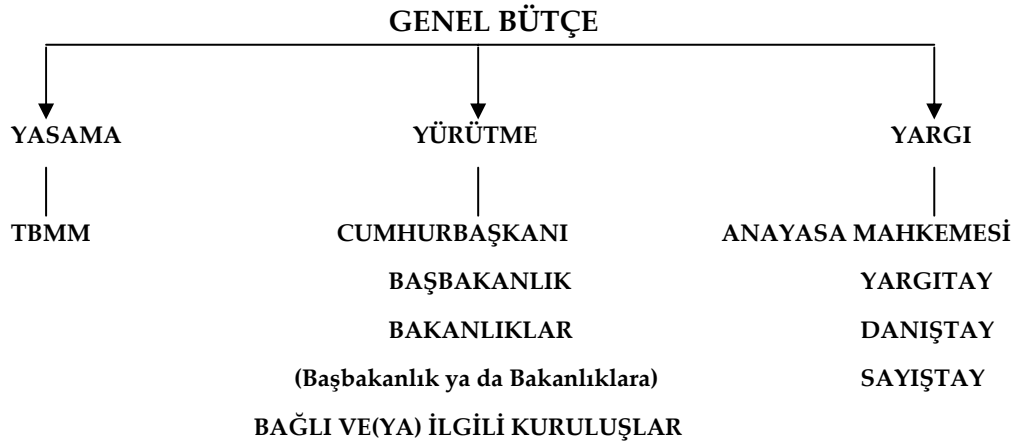 GENEL BÜTÇE
YASAMA YÜRÜTME YARGI
TBMM CUMHURBAŞKANI ANAYASA MAHKEMESİ
BAŞBAKANLIK YARGITAY
BAKANLIKLAR DANIŞTAY
(Başbakanlık ya da Bakanlıklara) SAYIŞTAY
BAĞLI VE(YA) İLGİLİ KURULUŞLAR